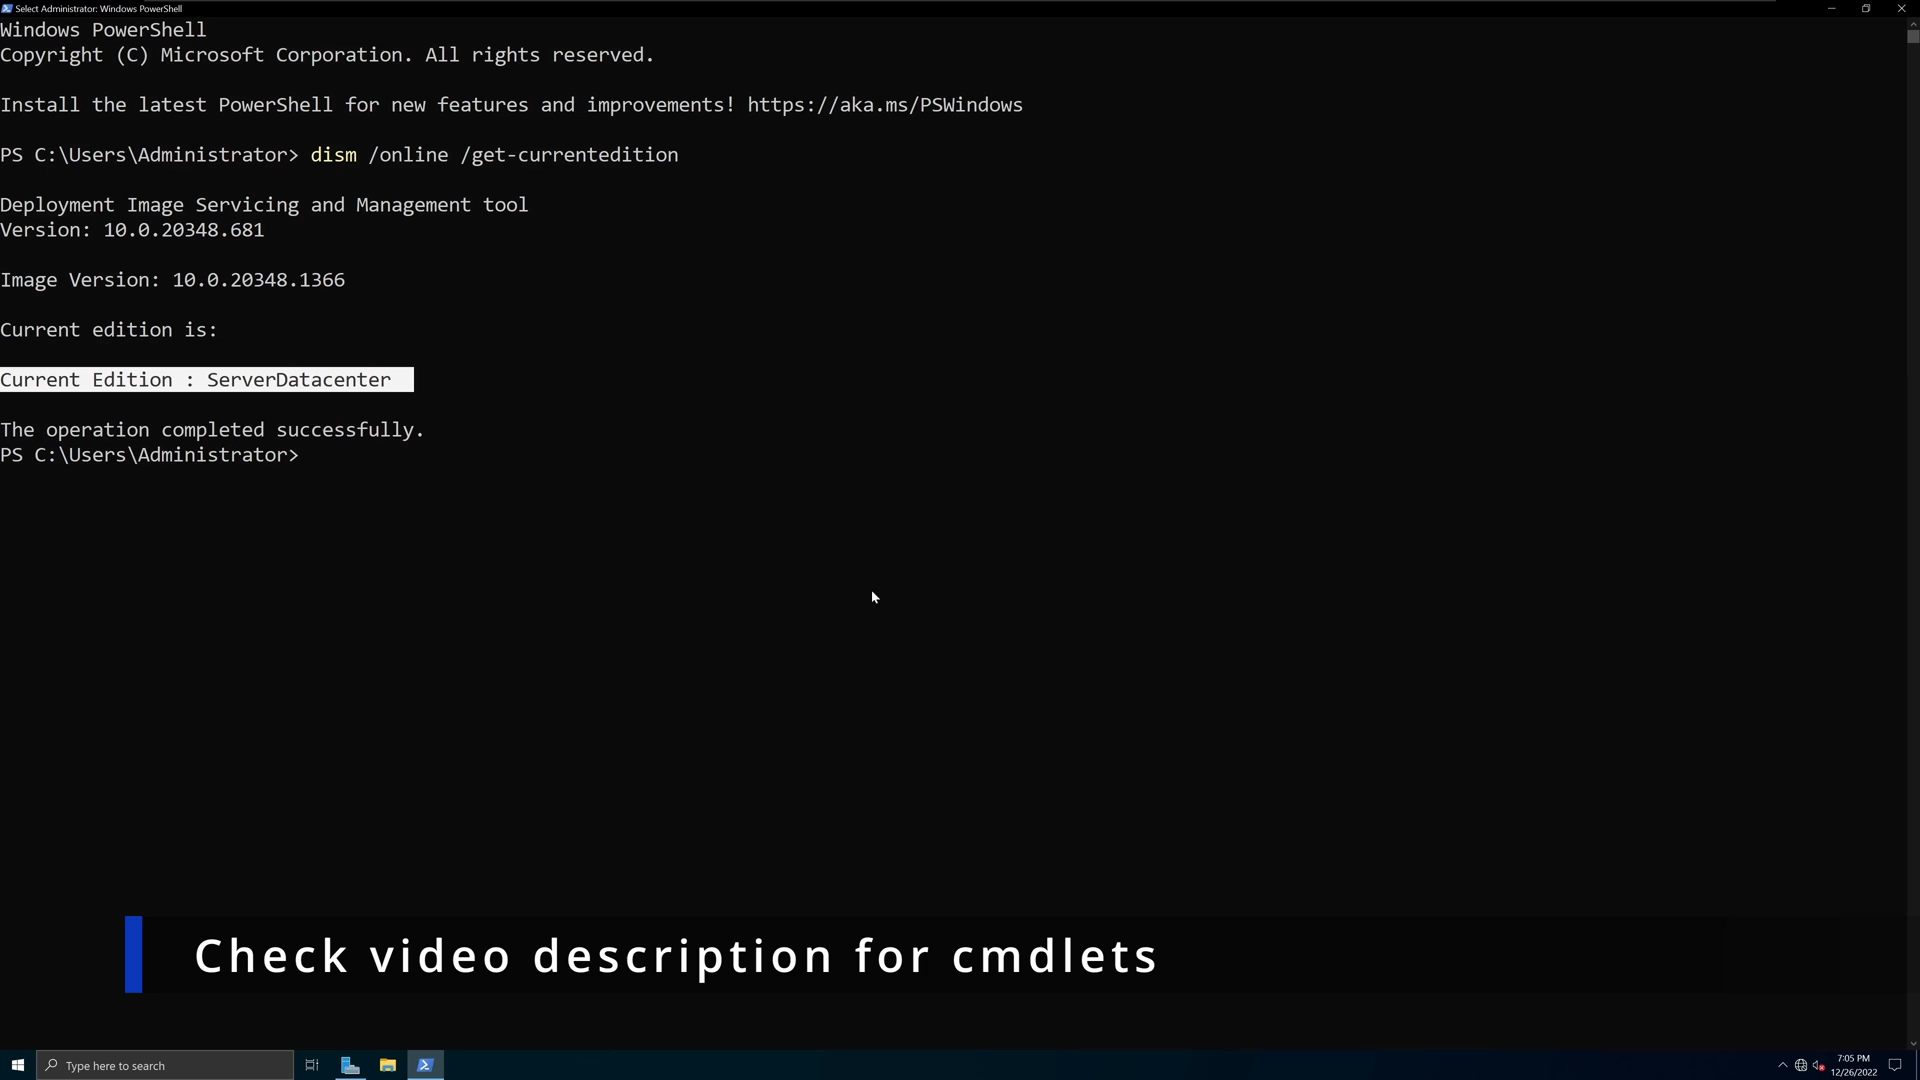 Select Administrator: Windows PowerShell
Windows PowerShell
Copyright (C) Microsoft Corporation. All rights reserved.
Install the latest PowerShell for new features and improvements! https://aka.ms/PSWindows
PS C:\Users\Administrator> dism /online /get-currentedition
Deployment Image Servicing and Management tool
Version: 10.0.20348.681
Image Version: 10.0.20348.1366
Current edition is:
Current Edition : ServerDatacenter
The operation completed successfully.
PS C:\Users\Administrator>
Check video description for cmdlets
Type here to search
7:05 PM
12/26/2022